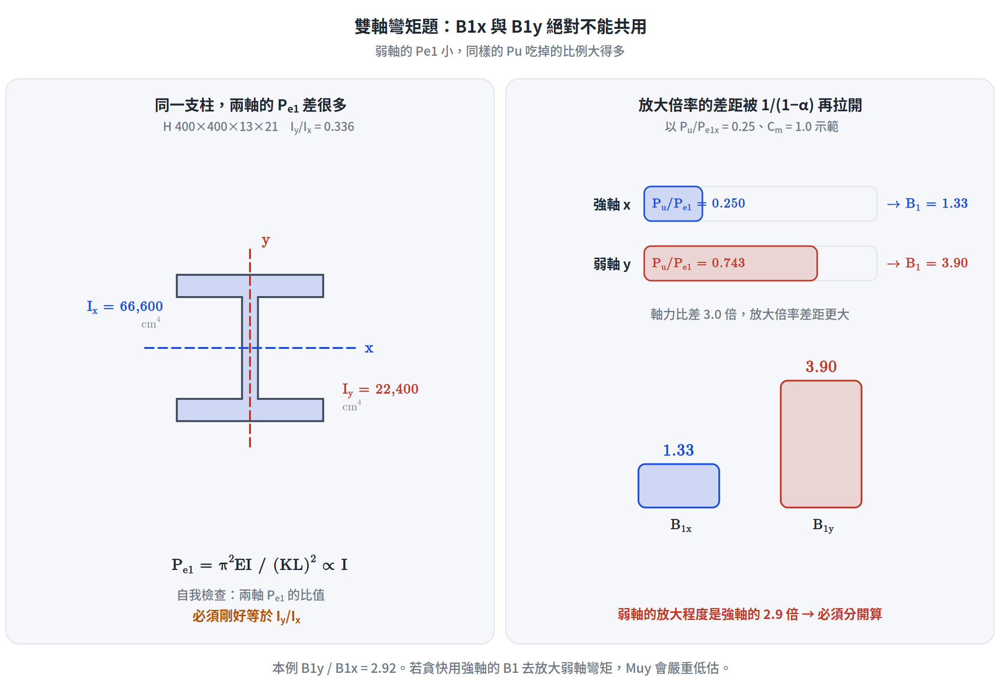 雙軸彎矩題：B1x 與 B1y 絕對不能共用
弱軸的 Pe1 小，同樣的 Pu 吃掉的比例大得多
同一支柱，兩軸的 Pe1 差很多
H 400×400×13×21 Iy/Ix = 0.336
y
Ix = 66,600
cm⁴
x
Iy = 22,400
cm⁴
Pe1 = π²EI / (KL)² ∝ I
自我檢查：兩軸 Pe1 的比值
必須剛好等於 Iy/Ix
放大倍率的差距被 1/(1−α) 再拉開
以 Pu/Pe1x = 0.25、Cm = 1.0 示範
強軸 x Pu/Pe1 = 0.250 → B1 = 1.33
弱軸 y Pu/Pe1 = 0.743 → B1 = 3.90
軸力比差 3.0 倍，放大倍率差距更大
3.90
1.33
B1x B1y
弱軸的放大程度是強軸的 2.9 倍 → 必須分開算
本例 B1y / B1x = 2.92。若貪快用強軸的 B1 去放大弱軸彎矩，Muy 會嚴重低估。